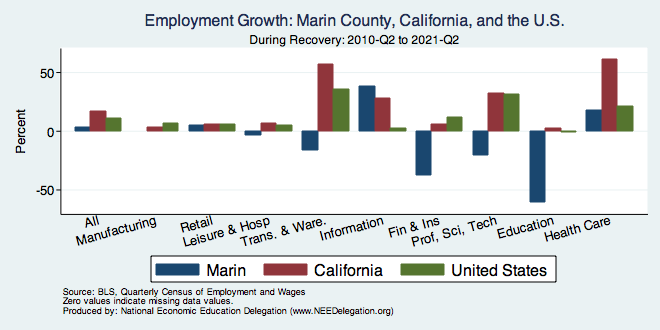 Employment Growth: Marin County, California, and the U.S.
During Recovery: 2010-Q2 to 2021-Q2
Percent
50
0
-50
All
Manufacturing
Retail
Leisure & Hosp
Trans. & Ware.
Information
Fin & Ins
Prof, Sci, Tech
Education
Health Care
Marin
California
United States
Source: BLS, Quarterly Census of Employment and Wages
Zero values indicate missing data values.
Produced by: National Economic Education Delegation (www.NEEDelegation.org)